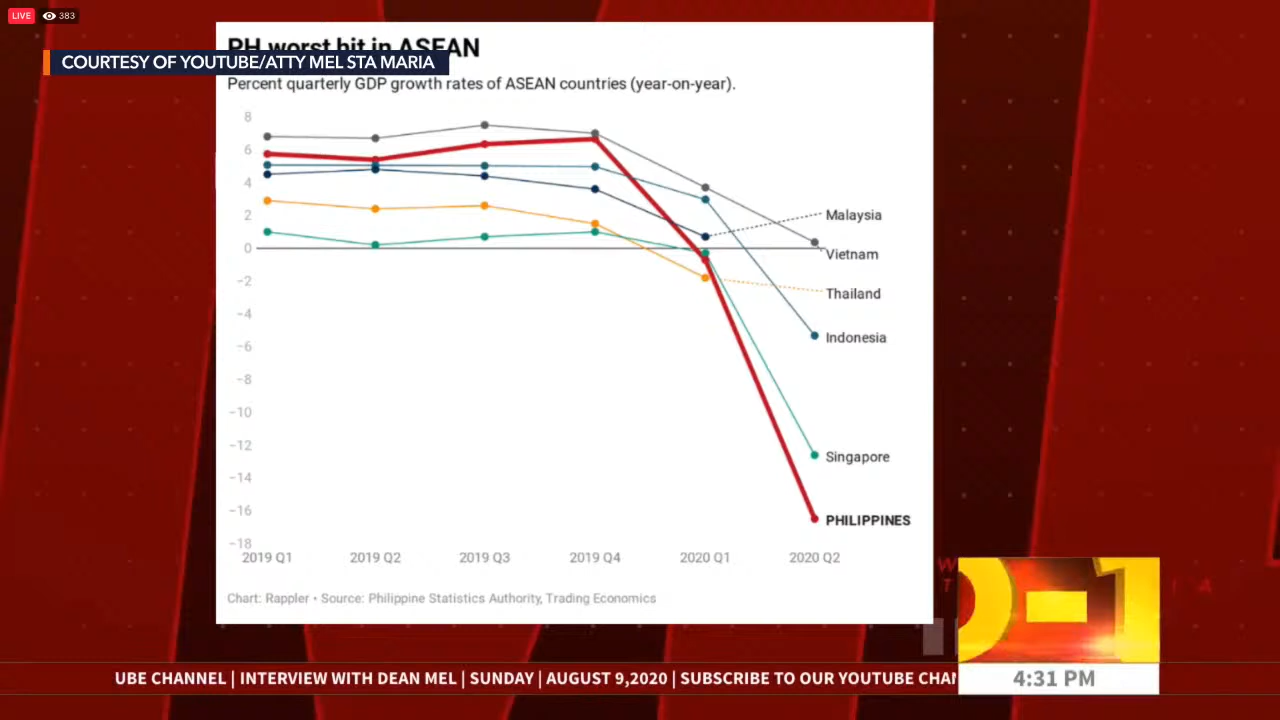 LIVE 383
PH worst hit in ASEAN
COURTESY OF YOUTUBE/ATTY MEL STA MARIA
Percent quarterly GDP growth rates of ASEAN countries (year-on-year).
8
6
4
2
0
−2
−4
−6
−8
−10
−12
−14
−16
−18
Malaysia
Vietnam
Thailand
Indonesia
Singapore
PHILIPPINES
2019 Q1 2019 Q2 2019 Q3 2019 Q4 2020 Q1 2020 Q2
Chart: Rappler • Source: Philippine Statistics Authority, Trading Economics
UBE CHANNEL | INTERVIEW WITH DEAN MEL | SUNDAY | AUGUST 9,2020 | SUBSCRIBE TO OUR YOUTUBE CHAN
4:31 PM